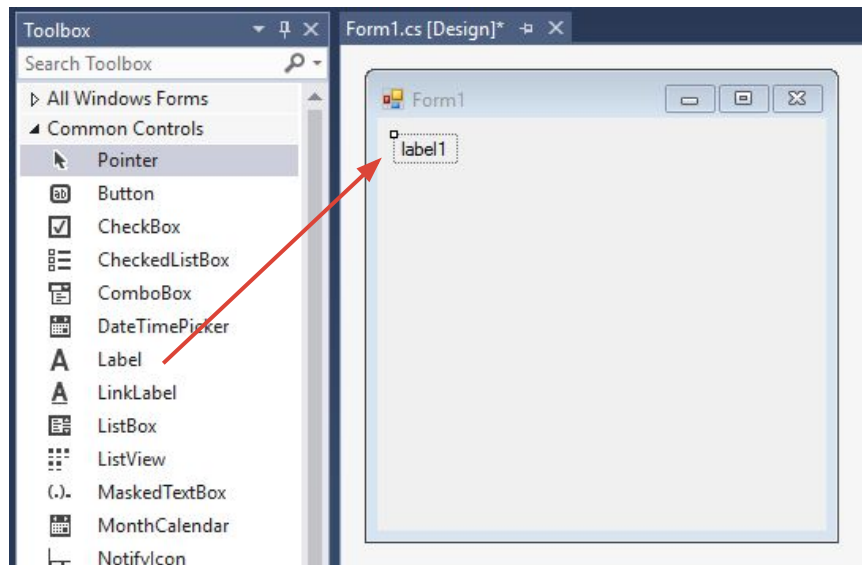 Toolbox
Search Toolbox
All Windows Forms
Common Controls
Pointer
Button
CheckBox
CheckedListBox
ComboBox
DateTimePicker
Label
LinkLabel
ListBox
ListView
MaskedTextBox
MonthCalendar
NotifyIcon
Form1.cs [Design]*
Form1
label1